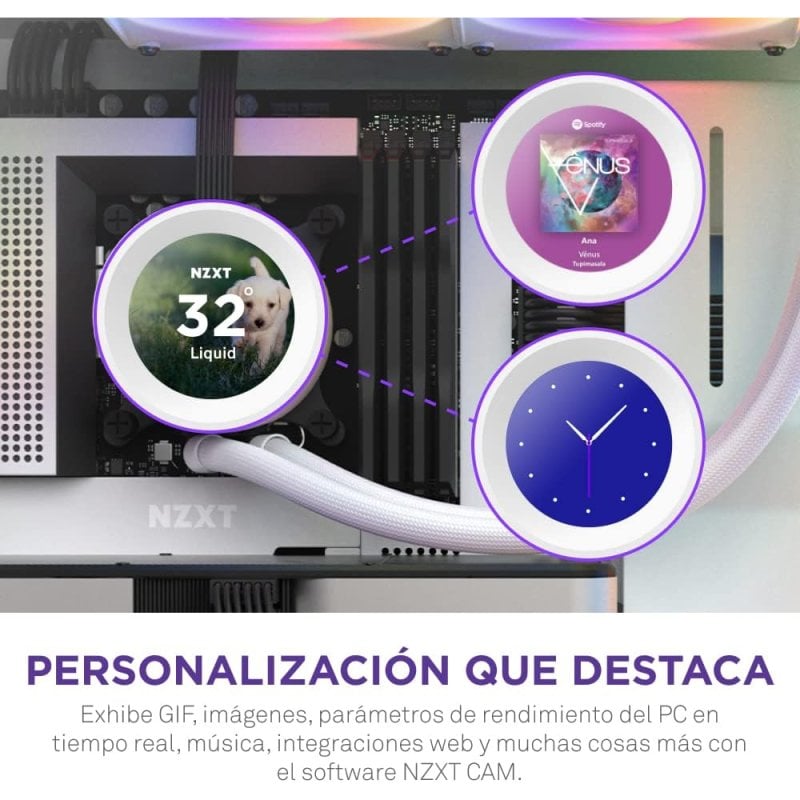 Spotify
VÊNUS
Ana
Vênus
Tupimasala
NZXT
32°
Liquid
NZXT
PERSONALIZACIÓN QUE DESTACA
Exhibe GIF, imágenes, parámetros de rendimiento del PC en
tiempo real, música, integraciones web y muchas cosas más con
el software NZXT CAM.